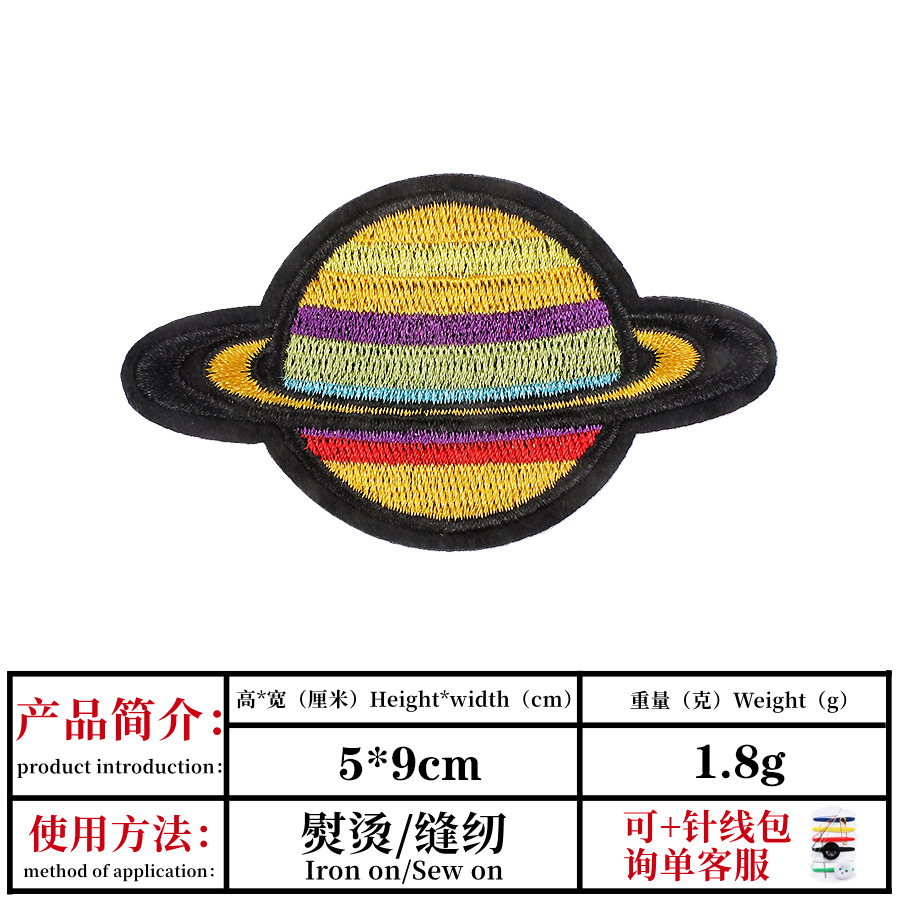 产品简介：
product introduction：
高*宽（厘米）Height*width（cm）
重量（克）Weight（g）
5*9cm
1.8g
使用方法：
method of application：
熨烫/缝纫
Iron on/Sew on
可+针线包
询单客服